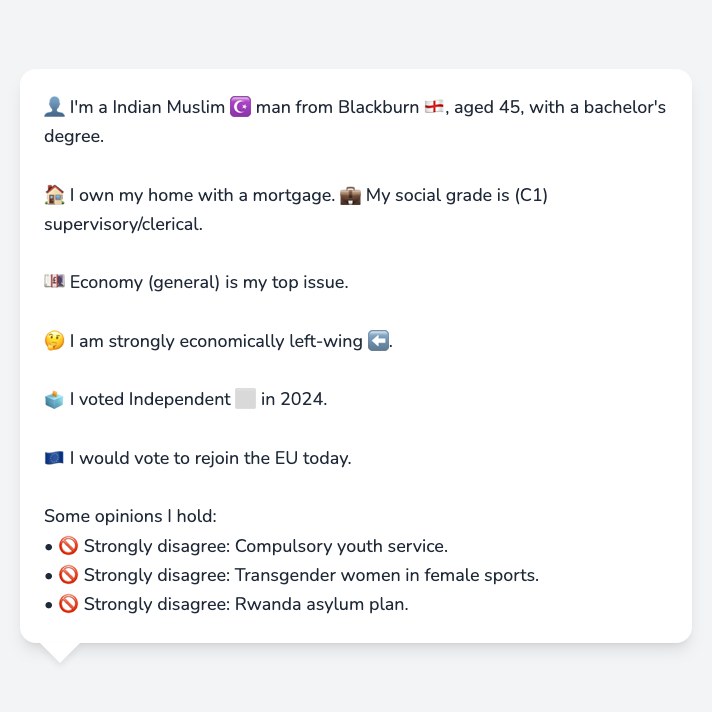 👤 I'm a Indian Muslim ☪️ man from Blackburn 🏴󠁧󠁢󠁥󠁮󠁧󠁿, aged 45, with a bachelor's
degree.
🏠 I own my home with a mortgage. 💼 My social grade is (C1)
supervisory/clerical.
💷 Economy (general) is my top issue.
🤔 I am strongly economically left-wing ⬅️.
🗳️ I voted Independent ⬜ in 2024.
🇪🇺 I would vote to rejoin the EU today.
Some opinions I hold:
• 🚫 Strongly disagree: Compulsory youth service.
• 🚫 Strongly disagree: Transgender women in female sports.
• 🚫 Strongly disagree: Rwanda asylum plan.